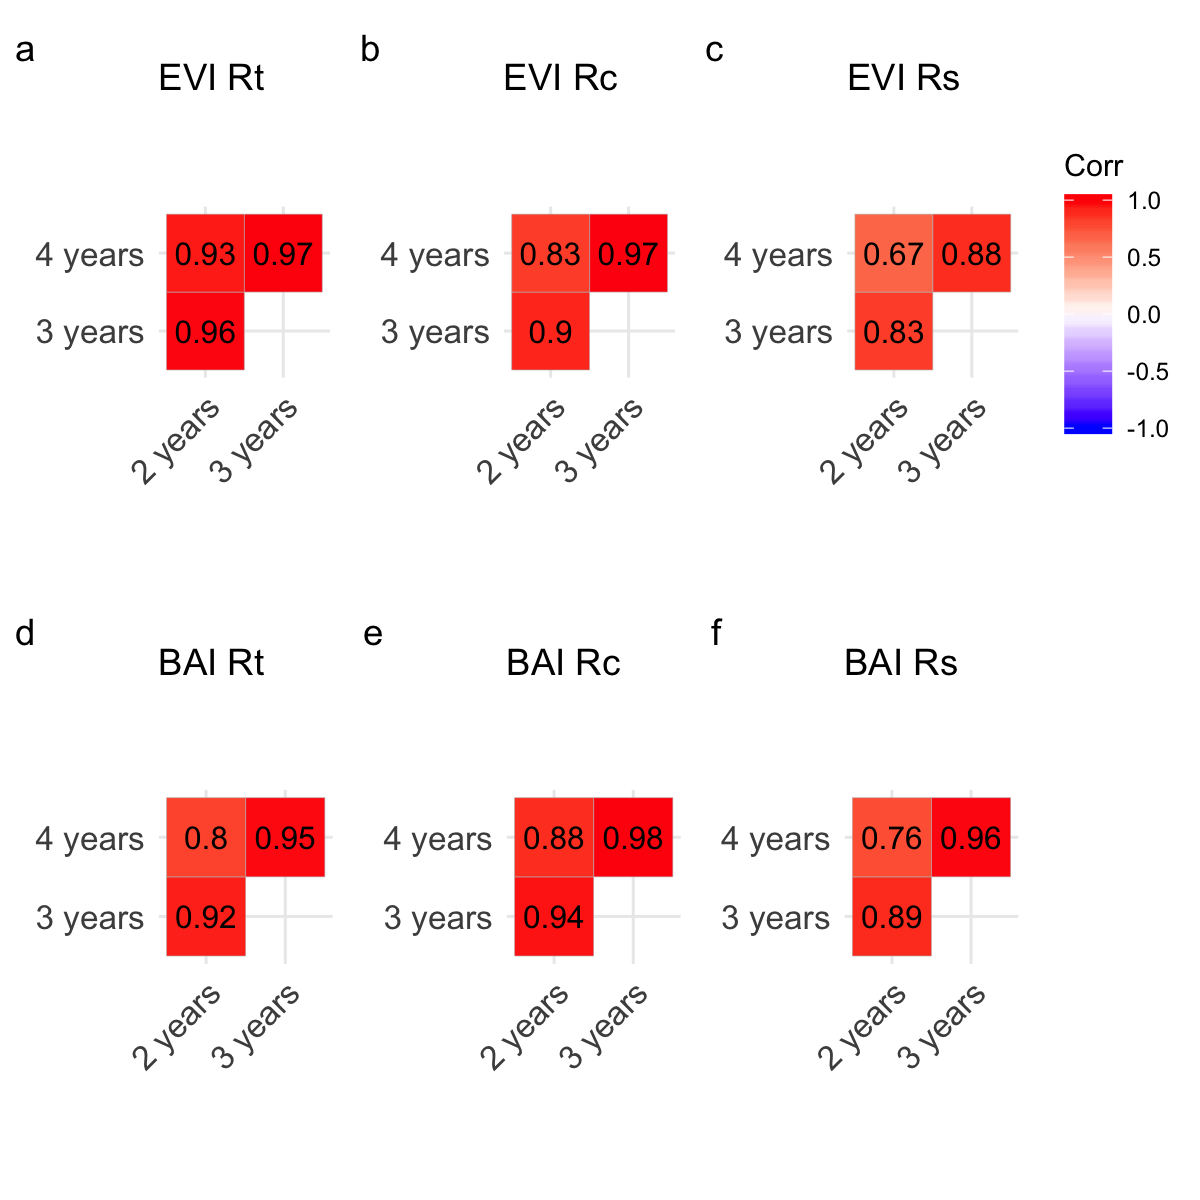 a
EVI Rt
4 years
0.93
0.97
3 years
0.96
2 years
3 years
b
EVI Rc
4 years
0.83
0.97
3 years
0.9
2 years
3 years
c
EVI Rs
4 years
0.67
0.88
3 years
0.83
2 years
3 years
Corr
1.0
0.5
0.0
-0.5
-1.0
d
BAI Rt
4 years
0.8
0.95
3 years
0.92
2 years
3 years
e
BAI Rc
4 years
0.88
0.98
3 years
0.94
2 years
3 years
f
BAI Rs
4 years
0.76
0.96
3 years
0.89
2 years
3 years